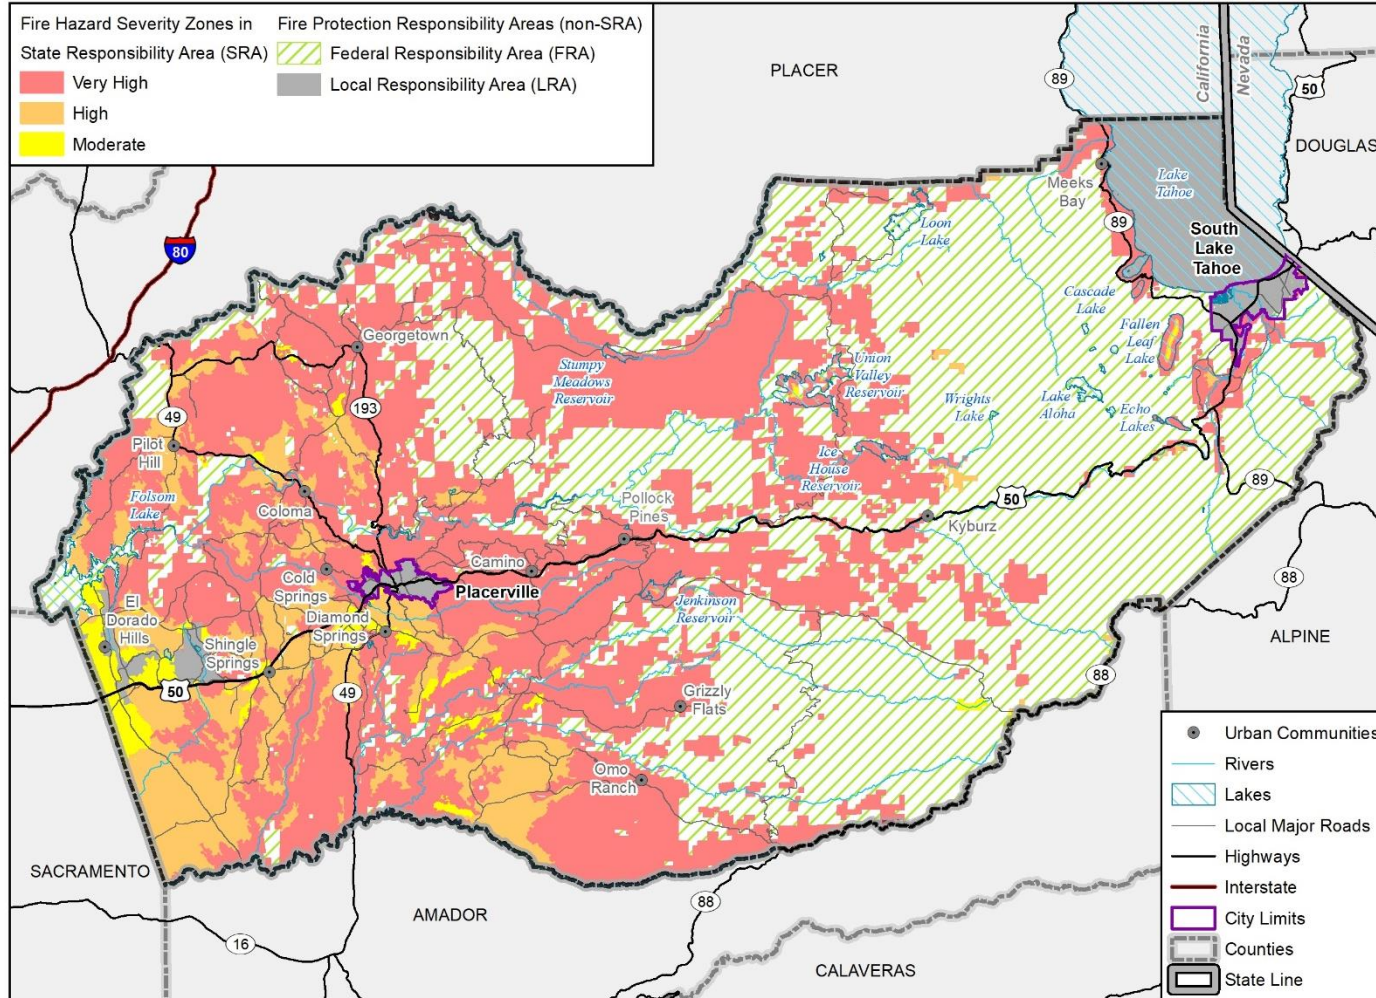 Fire Hazard Severity Zones in
State Responsibility Area (SRA)
Very High
High
Moderate
Fire Protection Responsibility Areas (non-SRA)
Federal Responsibility Area (FRA)
Local Responsibility Area (LRA)
PLACER
89
California
Nevada
50
DOUGLAS
80
Meeks
Bay
Lake
Tahoe
89
Loon
Lake
South
Lake
Tahoe
Cascade
Lake
Fallen
Leaf
Lake
Georgetown
Stumpy
Meadows
Reservoir
Union
Valley
Reservoir
Wrights
Lake
Lake
Aloha
Echo
Lakes
49
193
Pilot
Hill
Ice
House
Reservoir
Folsom
Lake
Coloma
Pollock
Pines
50
89
Kyburz
Camino
Cold
Springs
Placerville
88
El
Dorado
Hills
Diamond
Springs
Jenkinson
Reservoir
ALPINE
Shingle
Springs
50
49
Grizzly
Flats
88
Omo
Ranch
SACRAMENTO
AMADOR
88
16
CALAVERAS
Urban Communities
Rivers
Lakes
Local Major Roads
Highways
Interstate
City Limits
Counties
State Line